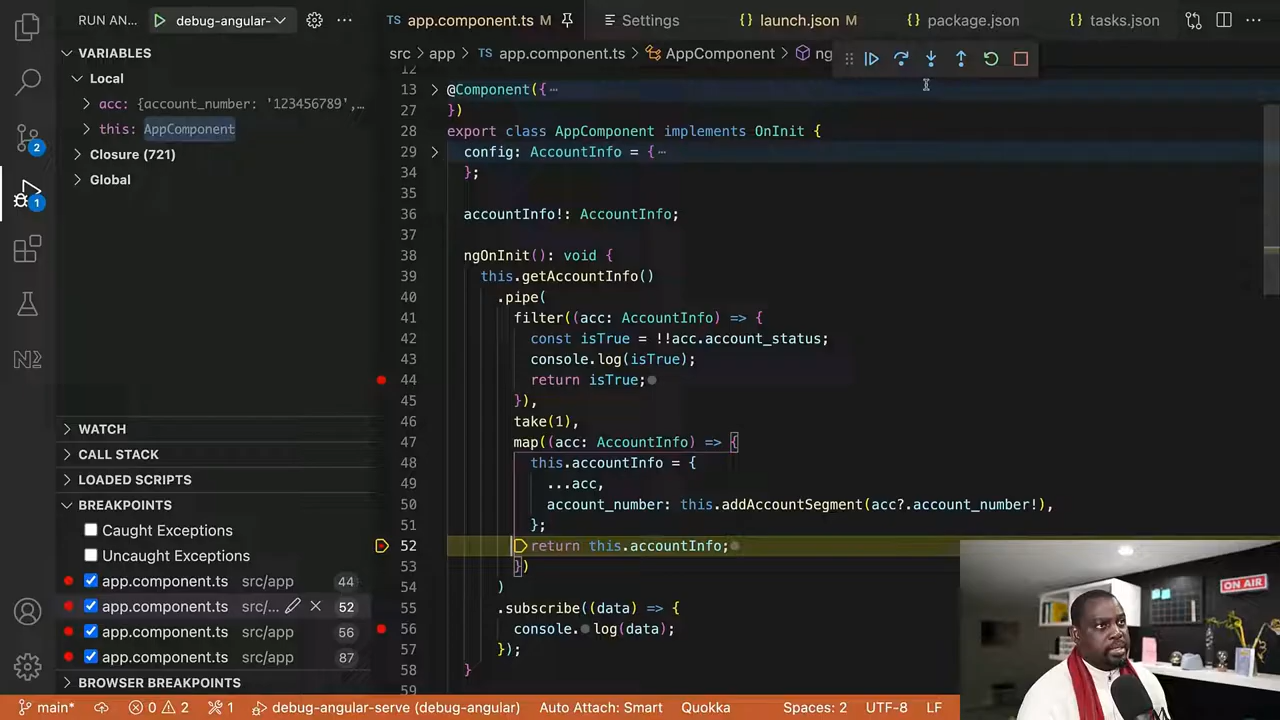 RUN AN...
debug-angular-
app.component.ts M
Settings
launch.json M
package.json
tasks.json
VARIABLES
Local
acc: {account_number: '123456789',…
this: AppComponent
Closure (721)
Global
WATCH
CALL STACK
LOADED SCRIPTS
BREAKPOINTS
Caught Exceptions
Uncaught Exceptions
app.component.ts src/app 44
app.component.ts src/... 52
app.component.ts src/app 56
app.component.ts src/app 87
BROWSER BREAKPOINTS
2
1
src > app > TS app.component.ts > AppComponent > ng
12
13 @Component({ …
27 })
28 export class AppComponent implements OnInit {
29 config: AccountInfo = { …
34 };
35
36 accountInfo!: AccountInfo;
37
38 ngOnInit(): void {
39 this.getAccountInfo()
40 .pipe(
41 filter((acc: AccountInfo) => {
42 const isTrue = !!acc.account_status;
43 console.log(isTrue);
44 return isTrue;
45 }),
46 take(1),
47 map((acc: AccountInfo) => {
48 this.accountInfo = {
49 ...acc,
50 account_number: this.addAccountSegment(acc?.account_number!),
51 };
52 return this.accountInfo;
53 })
54 )
55 .subscribe((data) => {
56 console.log(data);
57 });
58 }
59
ON AIR
main* 0 2 1 debug-angular-serve (debug-angular) Auto Attach: Smart Quokka Spaces: 2 UTF-8 LF